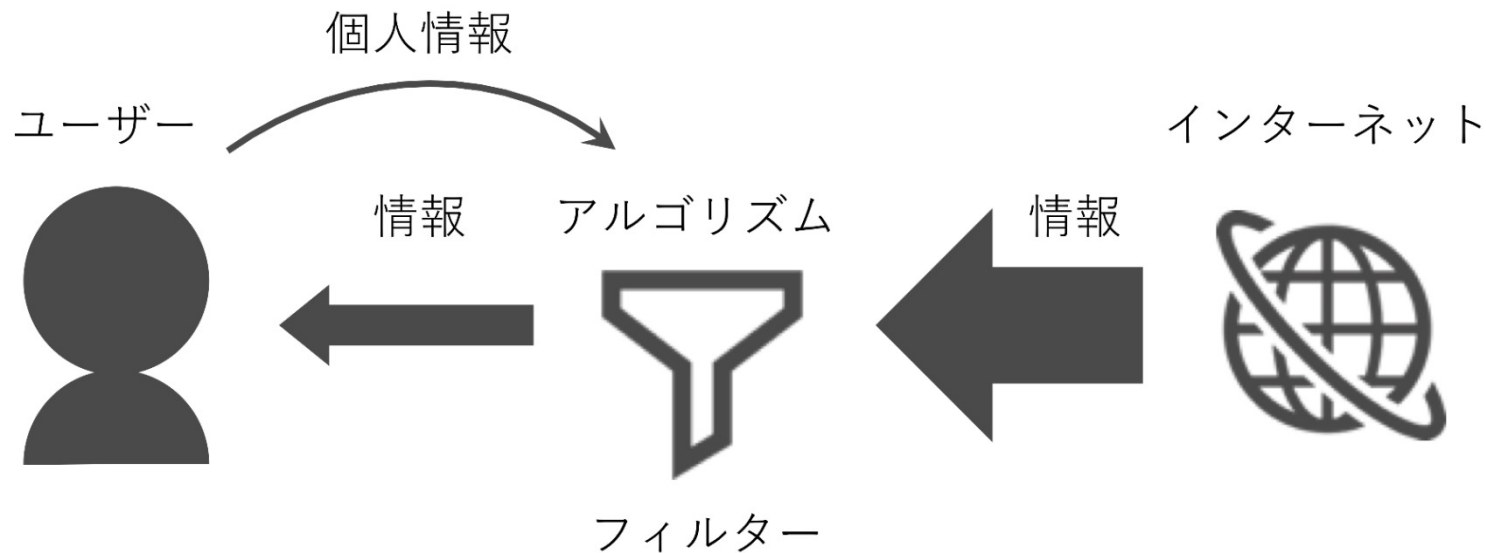 個人情報
ユーザー
インターネット
情報
アルゴリズム
情報
フィルター